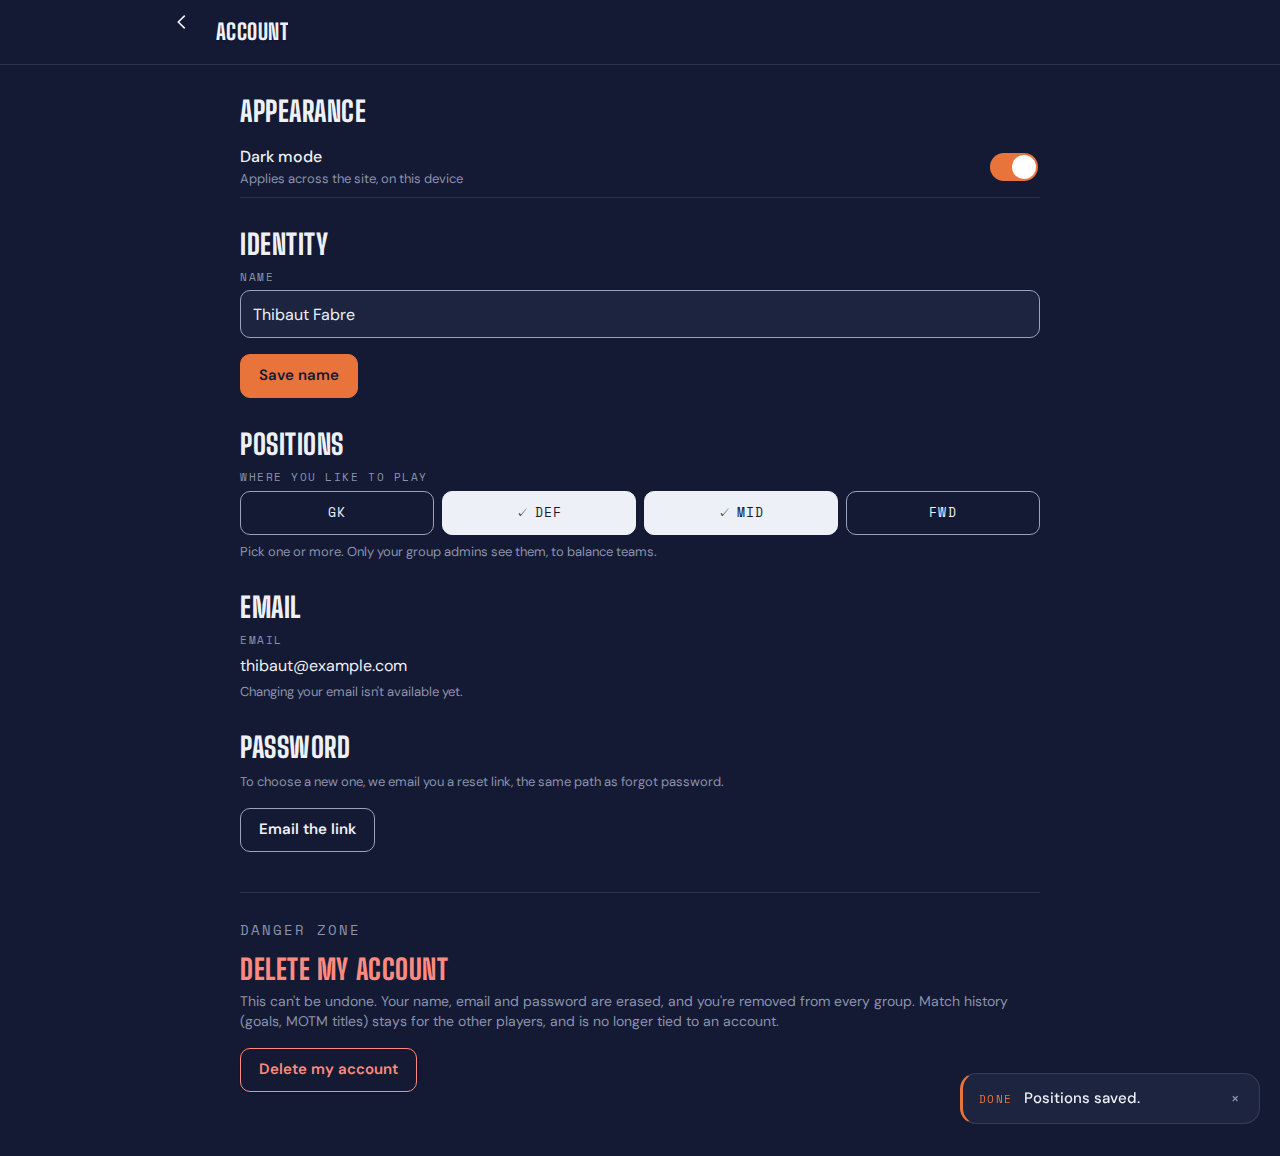 ACCOUNT
APPEARANCE
Dark mode
Applies across the site, on this device
IDENTITY
NAME
Thibaut Fabre
Save name
POSITIONS
WHERE YOU LIKE TO PLAY
GK ✓ DEF ✓ MID FWD
Pick one or more. Only your group admins see them, to balance teams.
EMAIL
EMAIL
thibaut@example.com
Changing your email isn't available yet.
PASSWORD
To choose a new one, we email you a reset link, the same path as forgot password.
Email the link
DANGER ZONE
DELETE MY ACCOUNT
This can't be undone. Your name, email and password are erased, and you're removed from every group. Match history
(goals, MOTM titles) stays for the other players, and is no longer tied to an account.
Delete my account
DONE Positions saved. ×